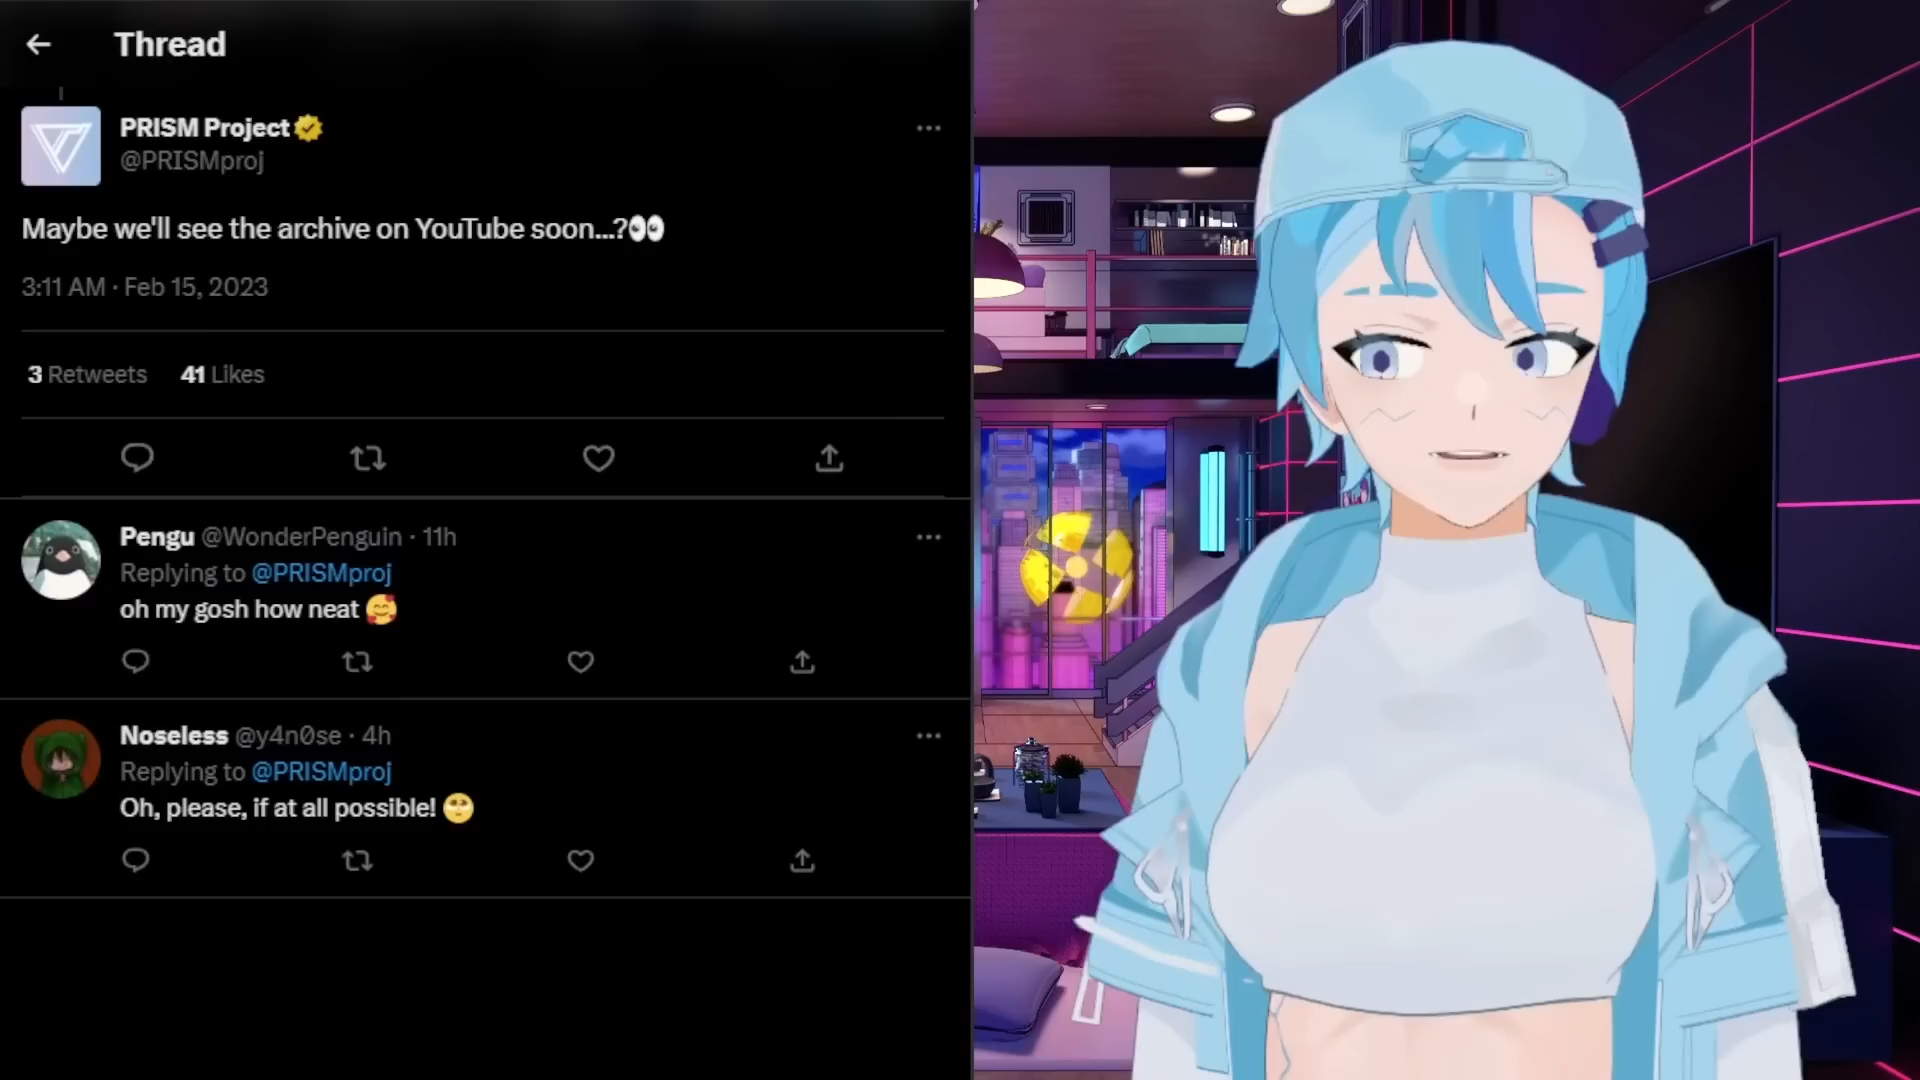 Thread
PRISM Project
@PRISMproj
Maybe we'll see the archive on YouTube soon...?👀
3:11 AM · Feb 15, 2023
3 Retweets 41 Likes
Pengu @WonderPenguin · 11h
Replying to @PRISMproj
oh my gosh how neat 🥰
Noseless @y4n0se · 4h
Replying to @PRISMproj
Oh, please, if at all possible! 🥺